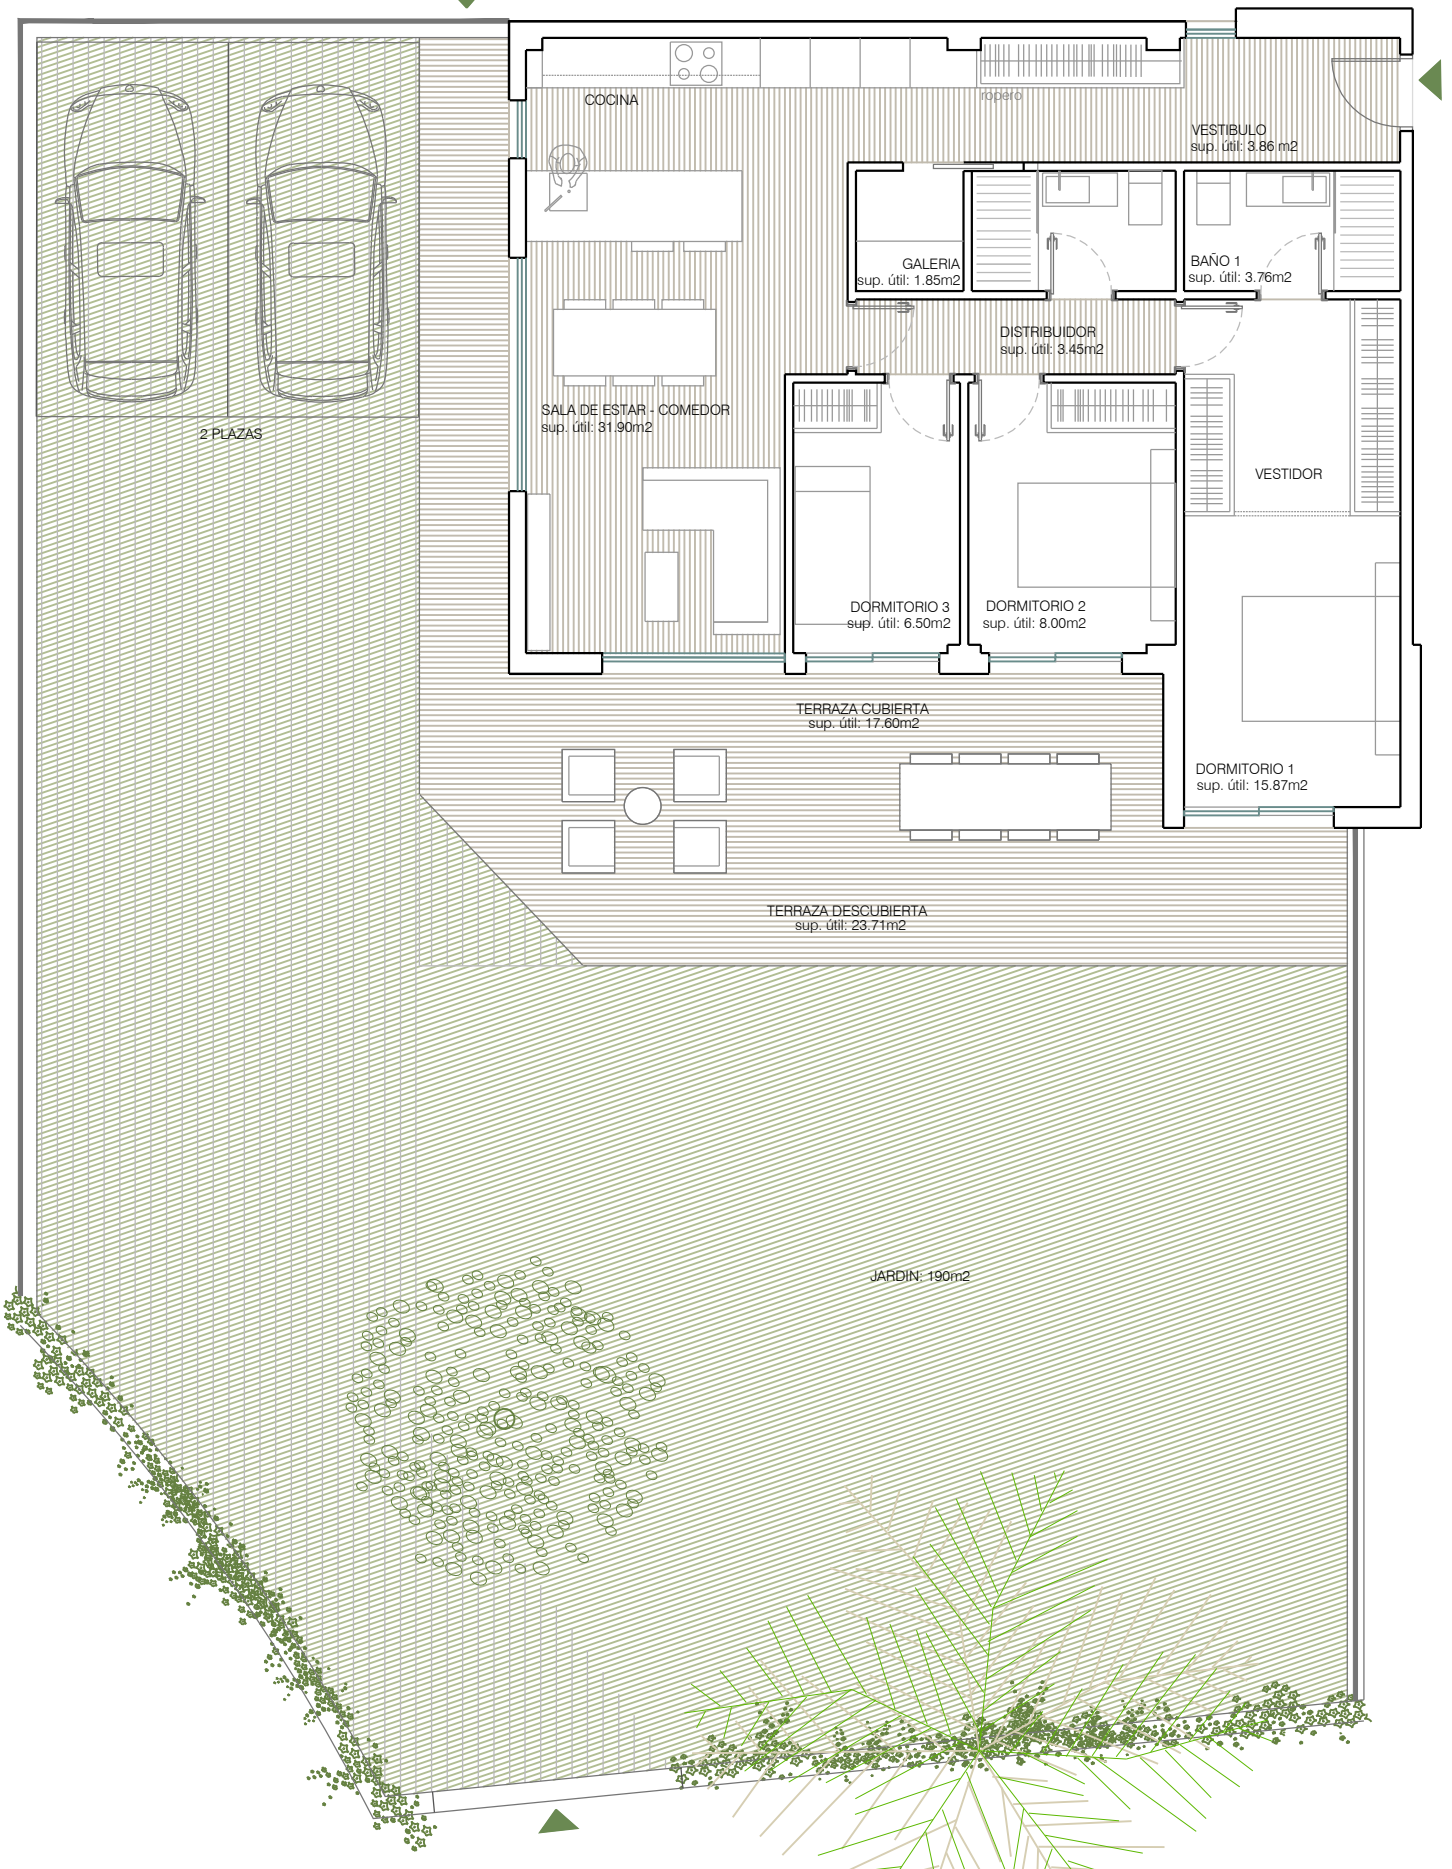 COCINA
ropero
VESTIBULO
sup. útil: 3.86 m2
GALERIA
sup. útil: 1.85m2
BAÑO 1
sup. útil: 3.76m2
DISTRIBUIDOR
sup. útil: 3.45m2
SALA DE ESTAR - COMEDOR
sup. útil: 31.90m2
2 PLAZAS
VESTIDOR
DORMITORIO 3
sup. útil: 6.50m2
DORMITORIO 2
sup. útil: 8.00m2
TERRAZA CUBIERTA
sup. útil: 17.60m2
DORMITORIO 1
sup. útil: 15.87m2
TERRAZA DESCUBIERTA
sup. útil: 23.71m2
JARDIN: 190m2